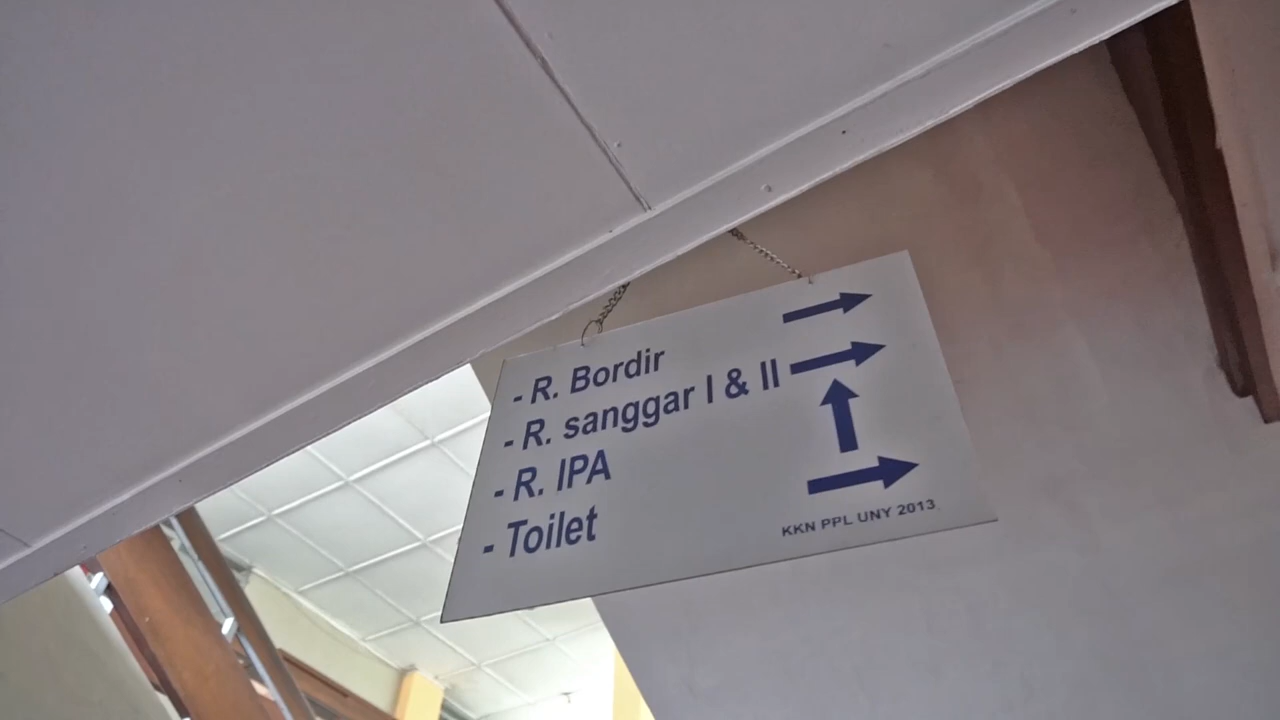 - R. Bordir
- R. sanggar I & II
- R. IPA
- Toilet
KKN PPL UNY 2013